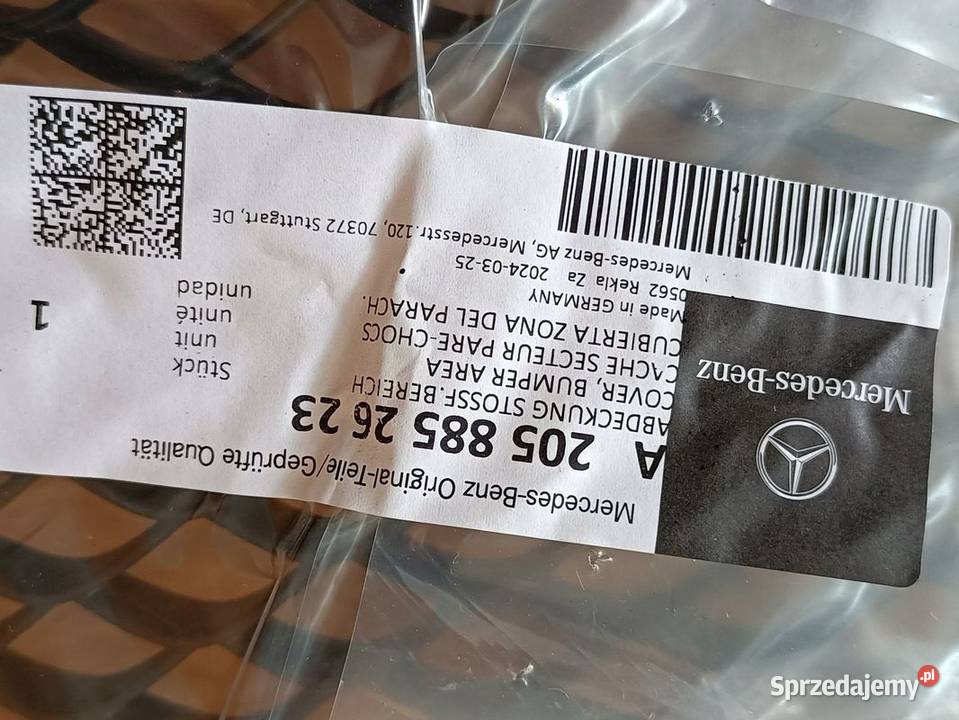 Mercedes-Benz
Mercedes-Benz Original-Teile/Geprüfte Qualität
A 205 885 26 23
ABDECKUNG STOSSF.BEREICH
COVER, BUMPER AREA
CACHE SECTEUR PARE-CHOCS
CUBIERTA ZONA DEL PARACH.
Made in GERMANY
0562 Rekla Za 2024-03-25
Mercedes-Benz AG, Mercedesstr.120, 70372 Stuttgart, DE
Stück
unit
unité
unidad
1
Sprzedajemy.pl